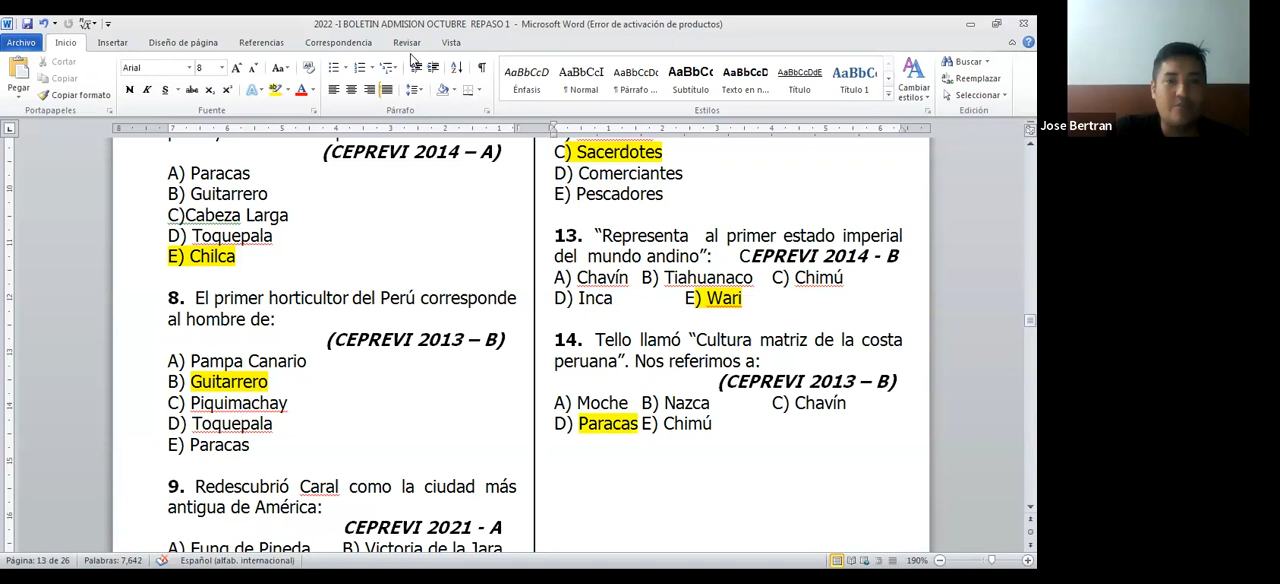 2022 -I BOLETIN ADMISION OCTUBRE REPASO 1 - Microsoft Word (Error de activación de productos)
Archivo Inicio Insertar Diseño de página Referencias Correspondencia Revisar Vista
Pegar
Cortar
Copiar
Copiar formato
Portapapeles
Arial 8
Fuente
Párrafo
AaBbCcD AaBbCcI AaBbCcDc AaBbCc AaBbCcD AaBbCcDdE AaBbC
Énfasis ¶ Normal ¶ Párrafo ... Subtítulo ¶ Texto en n... Título Título 1
Estilos
Cambiar estilos
Buscar
Reemplazar
Seleccionar
Edición
(CEPREVI 2014 – A)
A) Paracas
B) Guitarrero
C)Cabeza Larga
D) Toquepala
E) Chilca
8. El primer horticultor del Perú corresponde
al hombre de:
(CEPREVI 2013 – B)
A) Pampa Canario
B) Guitarrero
C) Piquimachay
D) Toquepala
E) Paracas
9. Redescubrió Caral como la ciudad más
antigua de América:
CEPREVI 2021 - A
A) Fung de Pineda B) Victoria de la Jara
C) Sacerdotes
D) Comerciantes
E) Pescadores
13. “Representa al primer estado imperial
del mundo andino”: CEPREVI 2014 - B
A) Chavín B) Tiahuanaco C) Chimú
D) Inca E) Wari
14. Tello llamó “Cultura matriz de la costa
peruana”. Nos referimos a:
(CEPREVI 2013 – B)
A) Moche B) Nazca C) Chavín
D) Paracas E) Chimú
Página: 13 de 26 Palabras: 7,642 Español (alfab. internacional) 190%
Jose Bertran